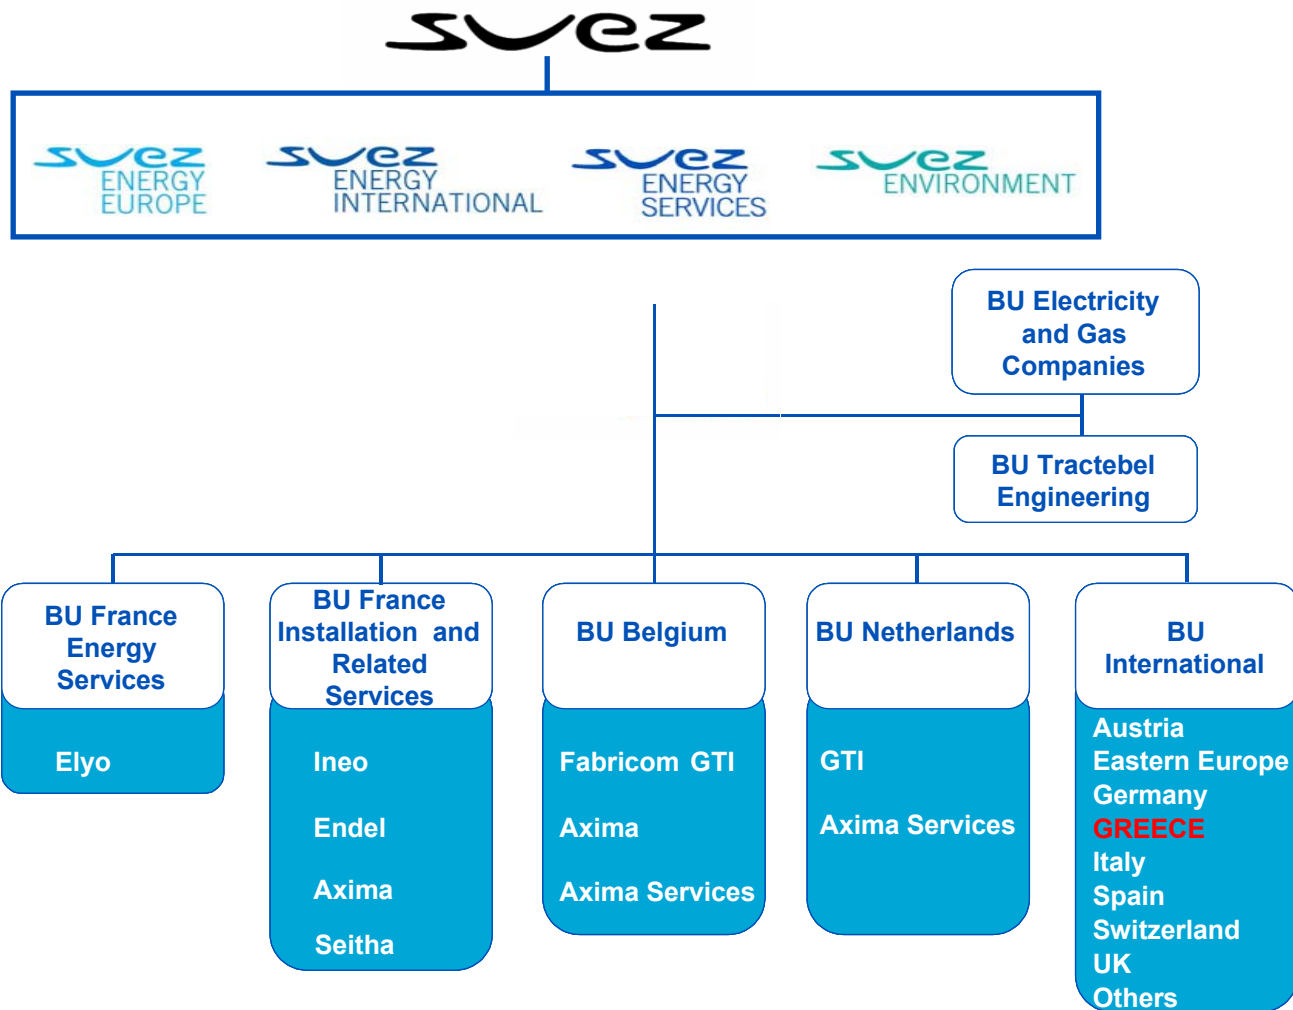 suez
suez
ENERGY
EUROPE
suez
ENERGY
INTERNATIONAL
suez
ENERGY
SERVICES
suez
ENVIRONMENT
BU Electricity
and Gas
Companies
BU Tractebel
Engineering
BU France
Energy
Services
Elyo
BU France
Installation and
Related
Services
Ineo
Endel
Axima
Seitha
BU Belgium
Fabricom GTI
Axima
Axima Services
BU Netherlands
GTI
Axima Services
BU
International
Austria
Eastern Europe
Germany
GREECE
Italy
Spain
Switzerland
UK
Others